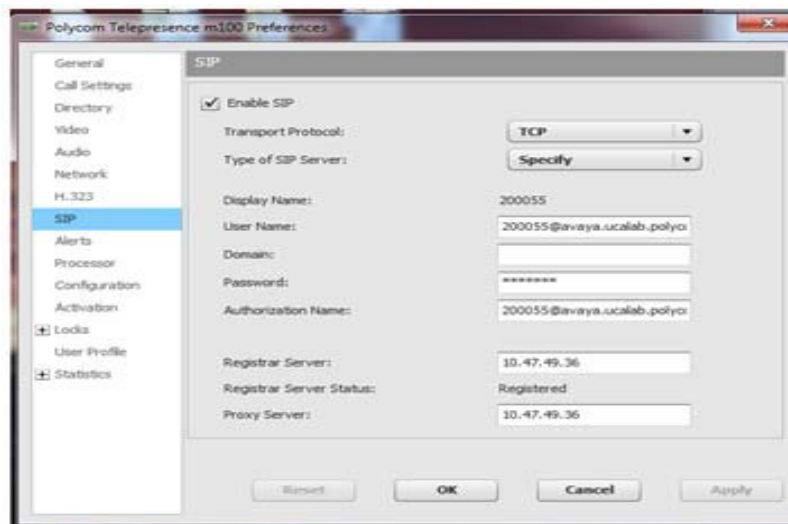 Polycom Telepresence m100 Preferences
General
Call Settings
Directory
Video
Audio
Network
H.323
SIP
Alerts
Processor
Configuration
Activation
Locks
User Profile
Statistics
SIP
Enable SIP
Transport Protocol: TCP
Type of SIP Server: Specify
Display Name: 200055
User Name: 200055@avaya.ucalab.polyco
Domain:
Password: *******
Authorization Name: 200055@avaya.ucalab.polyco
Registrar Server: 10.47.49.36
Registrar Server Status: Registered
Proxy Server: 10.47.49.36
Reset OK Cancel Apply